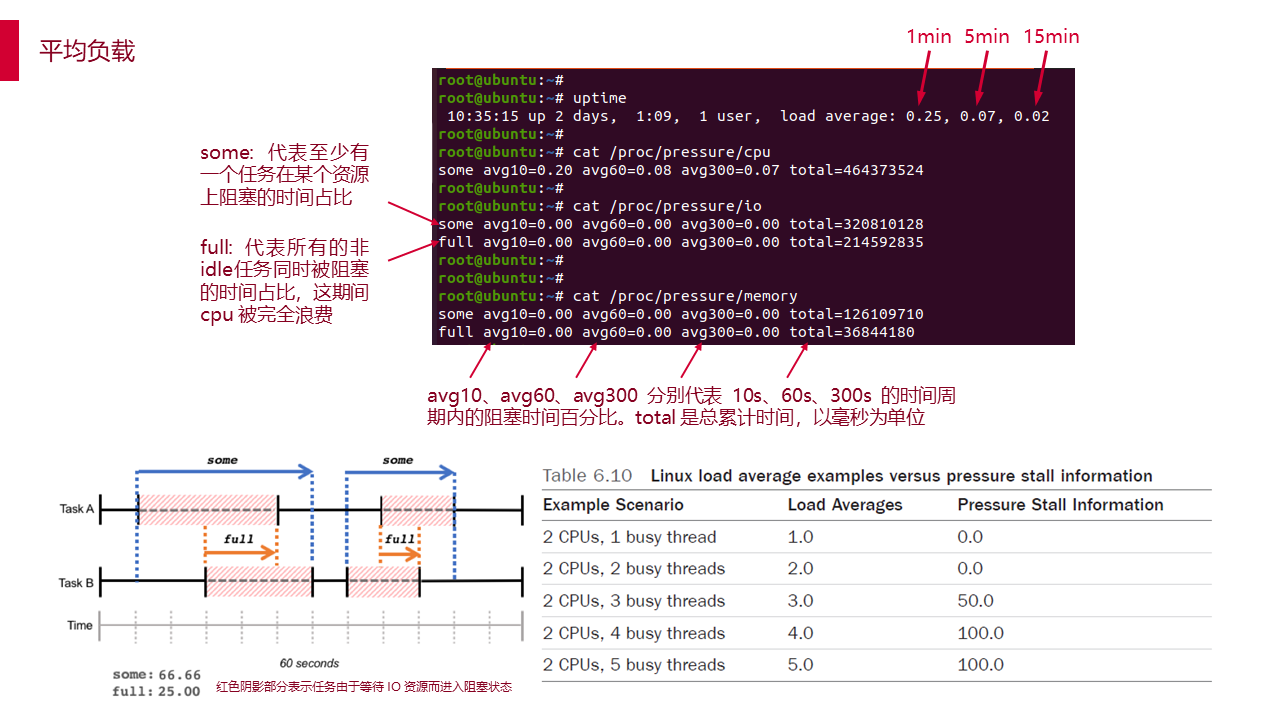 平均负载
1min 5min 15min
root@ubuntu:~#
root@ubuntu:~# uptime
10:35:15 up 2 days,  1:09,  1 user,  load average: 0.25, 0.07, 0.02
root@ubuntu:~#
root@ubuntu:~# cat /proc/pressure/cpu
some avg10=0.20 avg60=0.08 avg300=0.07 total=464373524
root@ubuntu:~#
root@ubuntu:~# cat /proc/pressure/io
some avg10=0.00 avg60=0.00 avg300=0.00 total=320810128
full avg10=0.00 avg60=0.00 avg300=0.00 total=214592835
root@ubuntu:~#
root@ubuntu:~#
root@ubuntu:~# cat /proc/pressure/memory
some avg10=0.00 avg60=0.00 avg300=0.00 total=126109710
full avg10=0.00 avg60=0.00 avg300=0.00 total=36844180
some: 代表至少有
一个任务在某个资源
上阻塞的时间占比
full: 代表所有的非
idle任务同时被阻塞
的时间占比，这期间
cpu 被完全浪费
avg10、avg60、avg300 分别代表 10s、60s、300s 的时间周
期内的阻塞时间百分比。total 是总累计时间，以毫秒为单位
some some
Task A
full full
Task B
Time
60 seconds
some: 66.66
full: 25.00
红色阴影部分表示任务由于等待 IO 资源而进入阻塞状态
Table 6.10 Linux load average examples versus pressure stall information
Example Scenario Load Averages Pressure Stall Information
2 CPUs, 1 busy thread 1.0 0.0
2 CPUs, 2 busy threads 2.0 0.0
2 CPUs, 3 busy threads 3.0 50.0
2 CPUs, 4 busy threads 4.0 100.0
2 CPUs, 5 busy threads 5.0 100.0